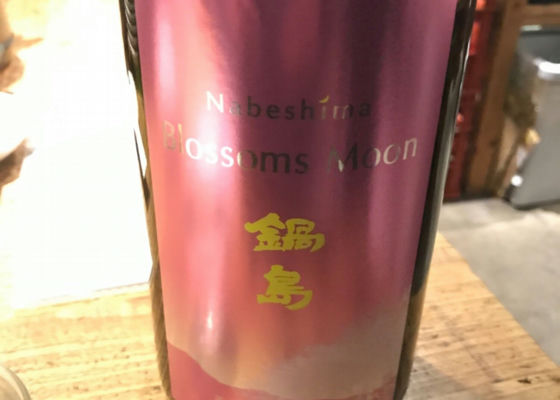 Nabeshima
Blossoms Moon
鍋
島